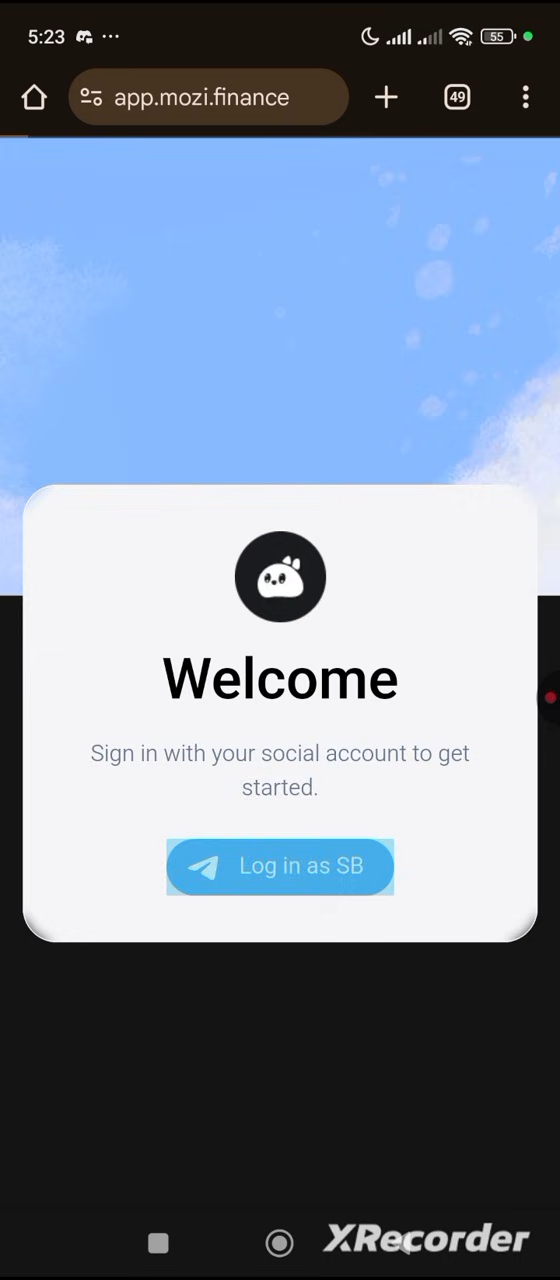 5:23
55
app.mozi.finance
49
Welcome
Sign in with your social account to get
started.
Log in as SB
XRecorder